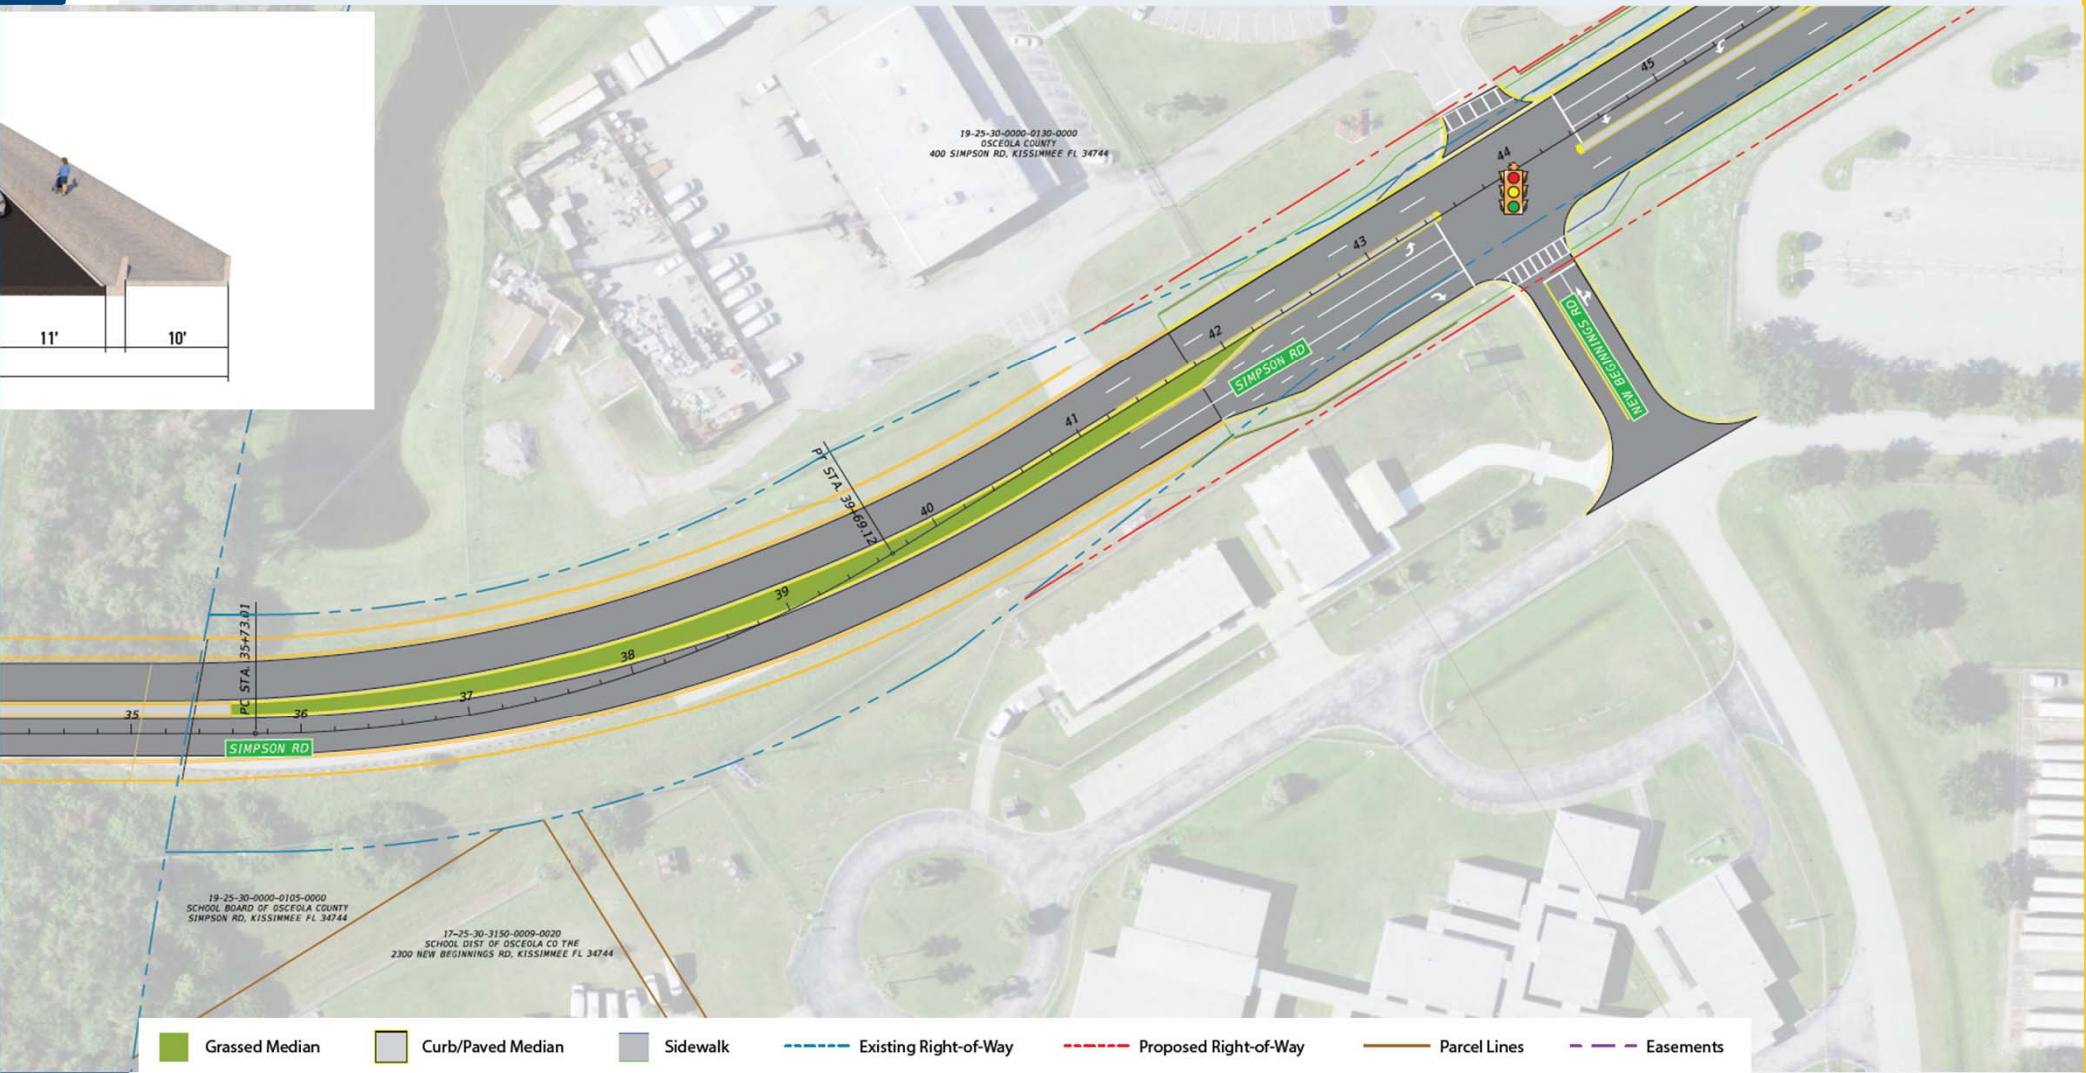 11'
10'
19-25-30-0000-0130-0000
OSCEOLA COUNTY
400 SIMPSON RD, KISSIMMEE FL 34744
45
44
43
42
41
40
39
38
37
36
35
SIMPSON RD
NEW BEGINNINGS RD
PT STA. 39+69.12
PC STA. 35+73.01
SIMPSON RD
19-25-30-0000-0105-0000
SCHOOL BOARD OF OSCEOLA COUNTY
SIMPSON RD, KISSIMMEE FL 34744
17-25-30-3150-0009-0020
SCHOOL DIST OF OSCEOLA CO THE
2300 NEW BEGINNINGS RD, KISSIMMEE FL 34744
Grassed Median
Curb/Paved Median
Sidewalk
Existing Right-of-Way
Proposed Right-of-Way
Parcel Lines
Easements